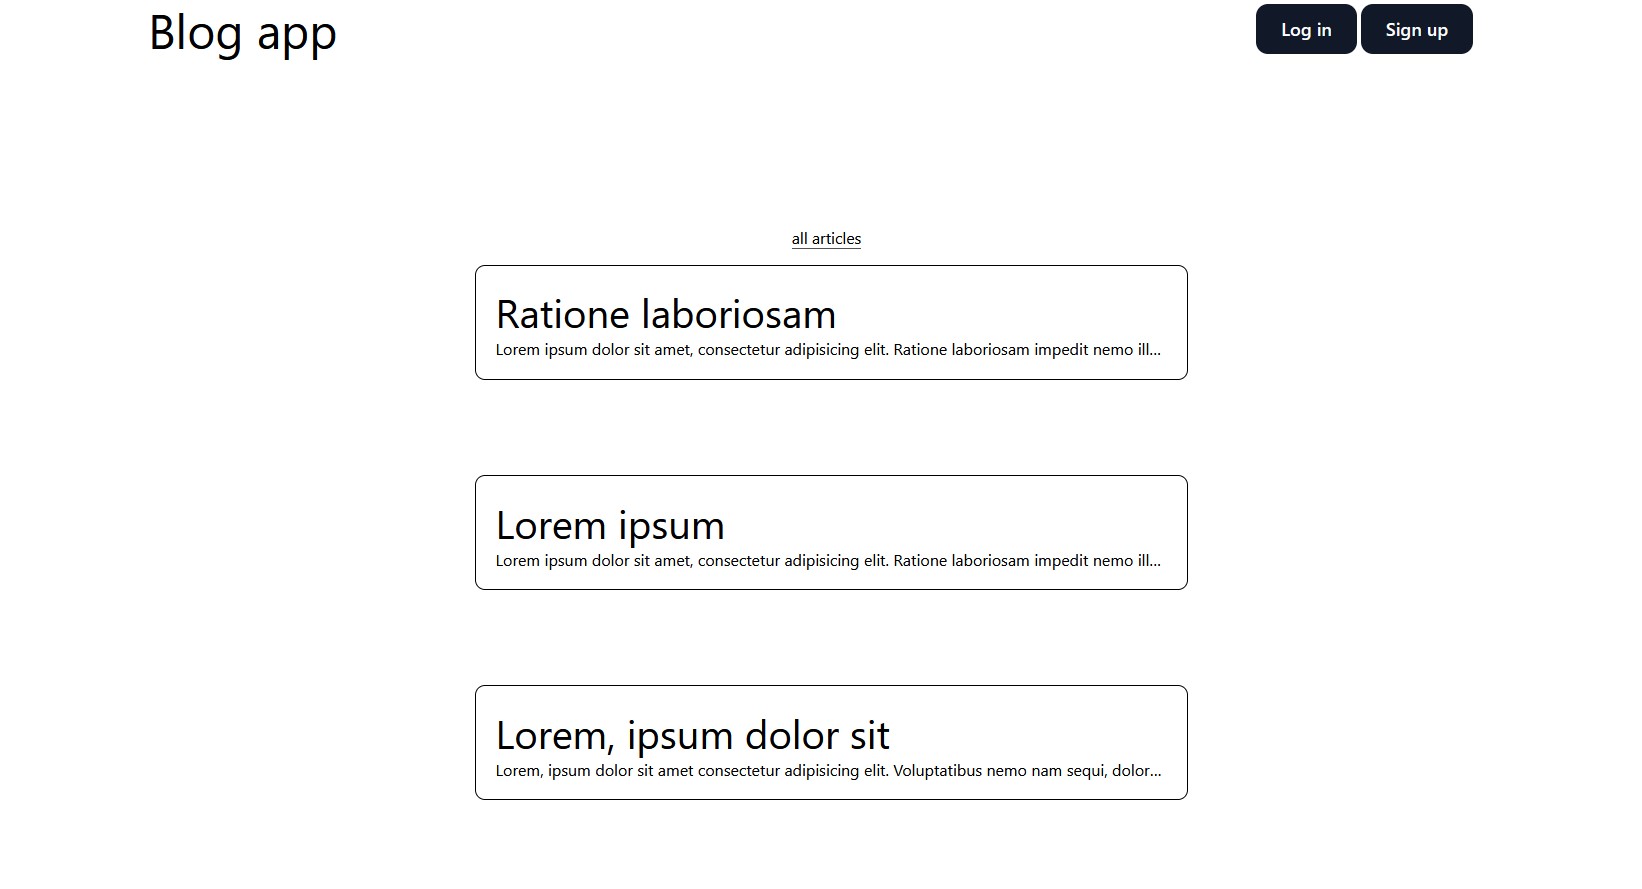 Blog app
Log in
Sign up
all articles
Ratione laboriosam
Lorem ipsum dolor sit amet, consectetur adipisicing elit. Ratione laboriosam impedit nemo ill...
Lorem ipsum
Lorem ipsum dolor sit amet, consectetur adipisicing elit. Ratione laboriosam impedit nemo ill...
Lorem, ipsum dolor sit
Lorem, ipsum dolor sit amet consectetur adipisicing elit. Voluptatibus nemo nam sequi, dolor...